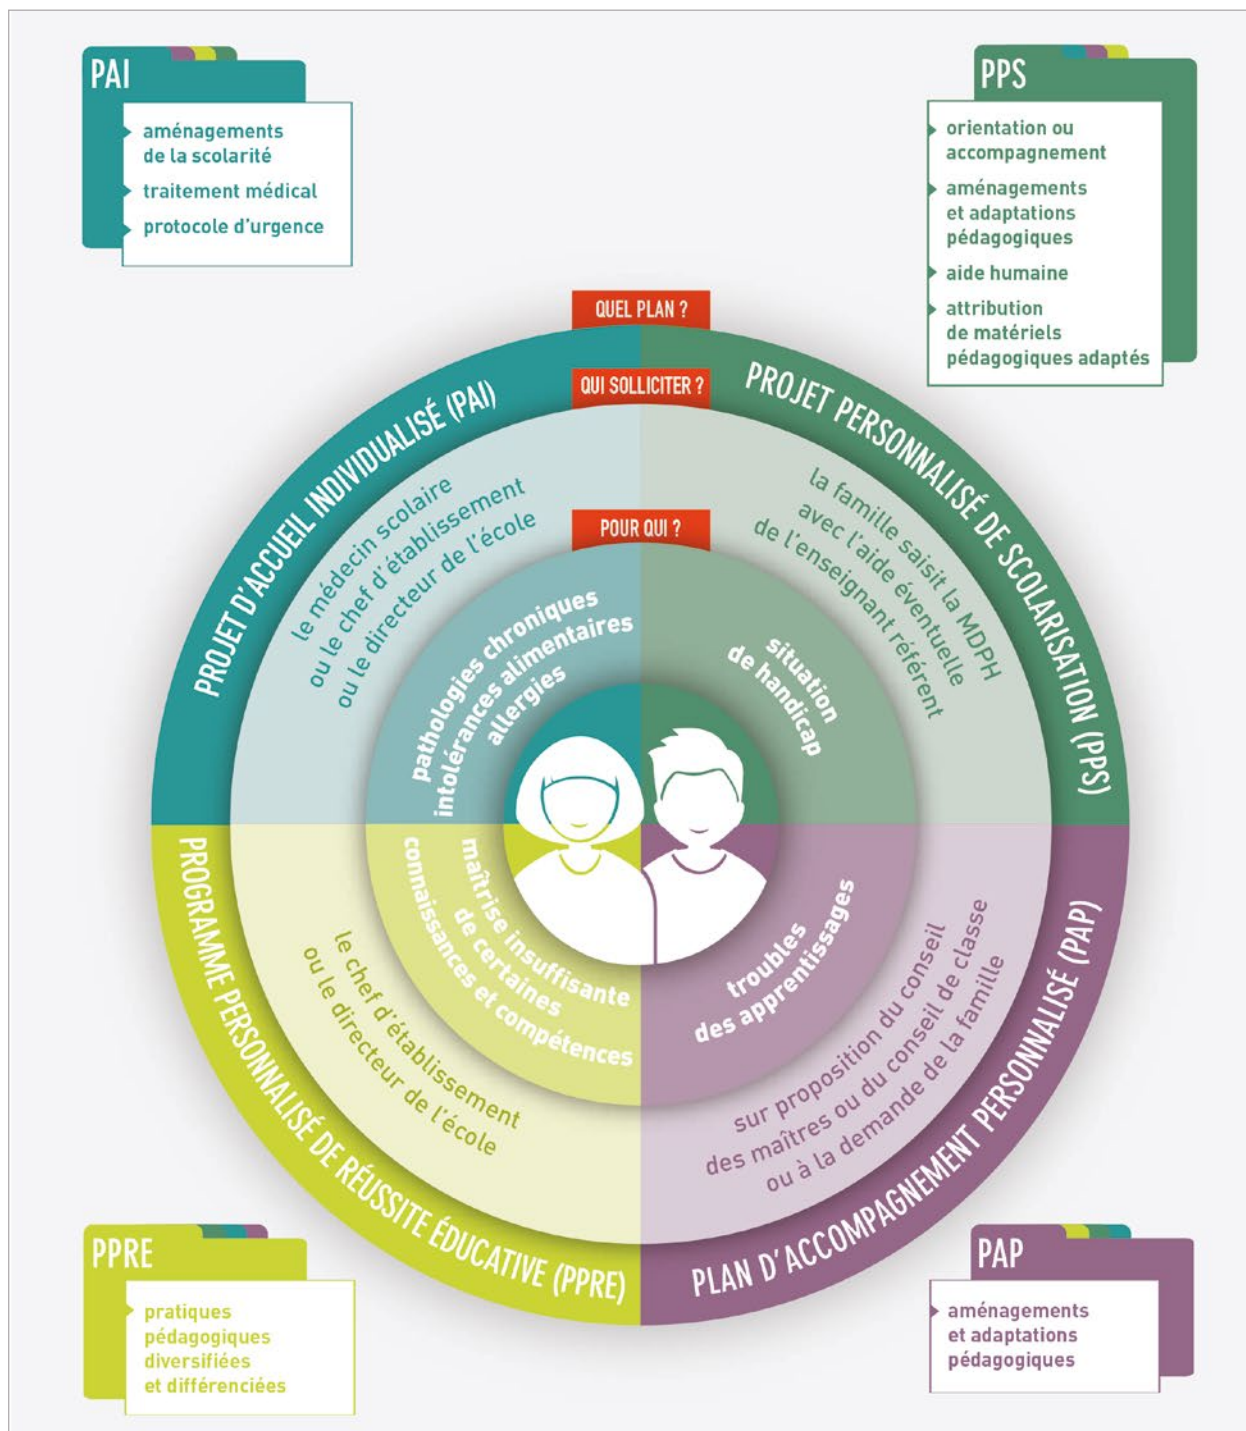 PAI
aménagements
de la scolarité
traitement médical
protocole d'urgence
PPS
orientation ou
accompagnement
aménagements
et adaptations
pédagogiques
aide humaine
attribution
de matériels
pédagogiques adaptés
QUEL PLAN ?
QUI SOLLICITER ?
POUR QUI ?
PROJET D'ACCUEIL INDIVIDUALISÉ (PAI)
le médecin scolaire
ou le chef d'établissement
ou le directeur de l'école
pathologies chroniques
intolérances alimentaires
allergies
PROJET PERSONNALISÉ DE SCOLARISATION (PPS)
la famille saisit la MDPH
avec l'aide éventuelle
de l'enseignant référent
situation
de handicap
PROGRAMME PERSONNALISÉ DE RÉUSSITE ÉDUCATIVE (PPRE)
le chef d'établissement
ou le directeur de l'école
maîtrise insuffisante
de certaines
connaissances et compétences
PLAN D'ACCOMPAGNEMENT PERSONNALISÉ (PAP)
sur proposition du conseil
des maîtres ou du conseil de classe
ou à la demande de la famille
troubles
des apprentissages
PPRE
pratiques
pédagogiques
diversifiées
et différenciées
PAP
aménagements
et adaptations
pédagogiques